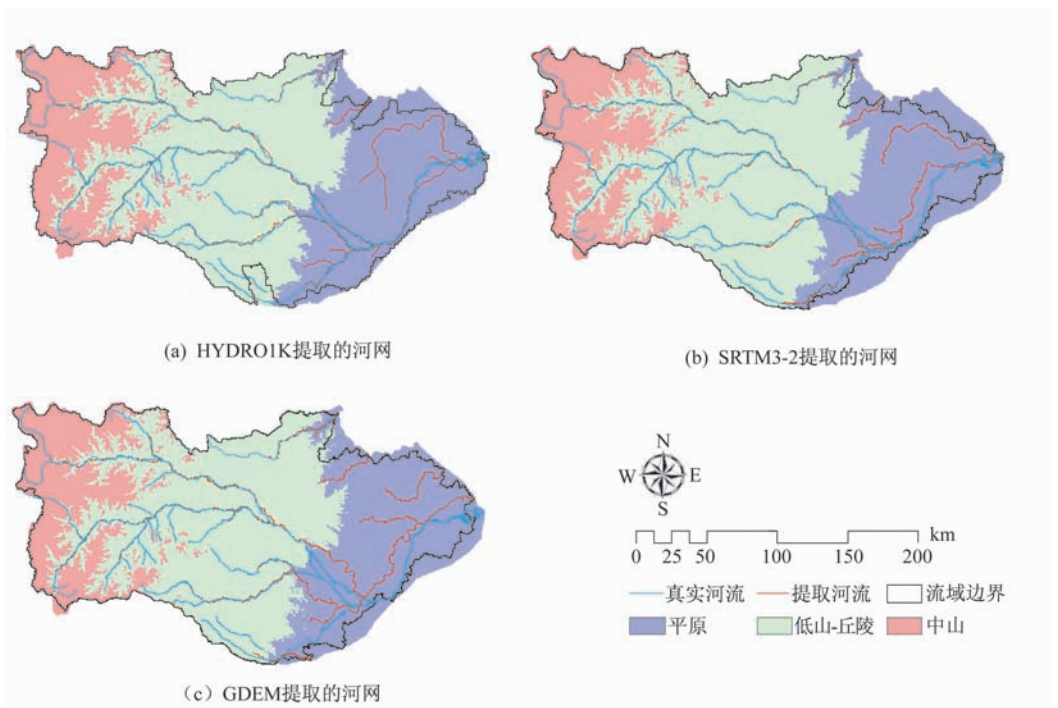 (a) HYDRO1K提取的河网
(b) SRTM3-2提取的河网
(c) GDEM提取的河网
N
W E
S
km
0 25 50 100 150 200
真实河流 提取河流 流域边界
平原 低山-丘陵 中山